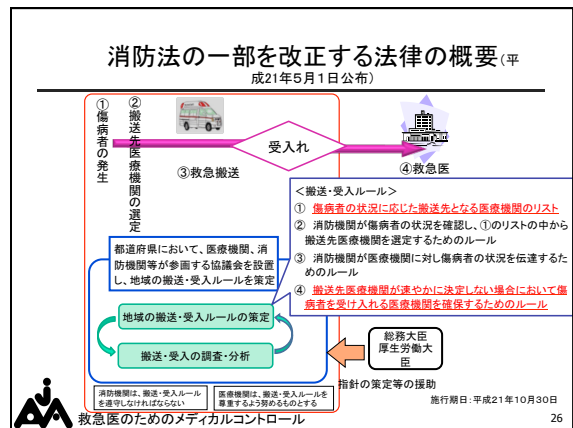 消防法の一部を改正する法律の概要(平
成21年5月1日公布)
①傷病者の発生
②搬送先医療機関の選定
受入れ
③救急搬送
④救急医
<搬送・受入ルール>
① 傷病者の状況に応じた搬送先となる医療機関のリスト
② 消防機関が傷病者の状況を確認し、①のリストの中から
搬送先医療機関を選定するためのルール
③ 消防機関が医療機関に対し傷病者の状況を伝達するた
めのルール
④ 搬送先医療機関が速やかに決定しない場合において傷
病者を受け入れる医療機関を確保するためのルール
都道府県において、医療機関、消
防機関等が参画する協議会を設置
し、地域の搬送・受入ルールを策定
地域の搬送・受入ルールの策定
搬送・受入の調査・分析
総務大臣
厚生労働大
臣
指針の策定等の援助
消防機関は、搬送・受入ルール
を遵守しなければならない
医療機関は、搬送・受入ルールを
尊重するよう努めるものとする
施行期日:平成21年10月30日
救急医のためのメディカルコントロール
26